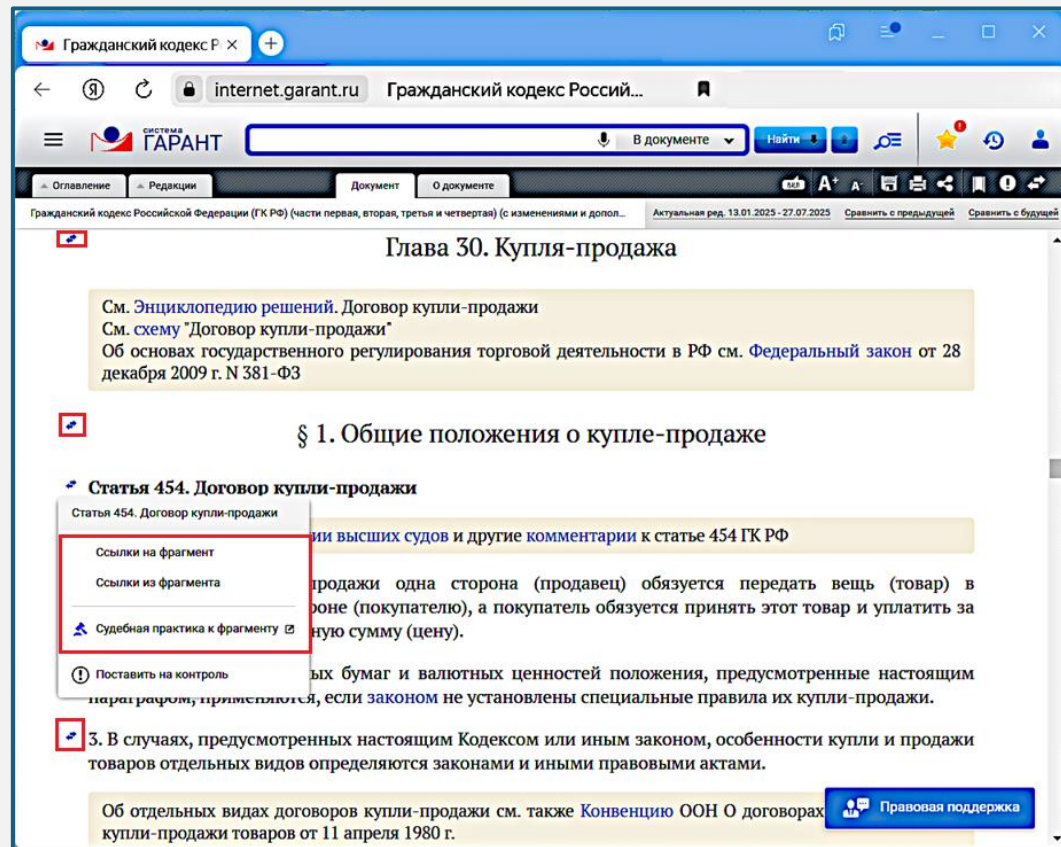 Гражданский кодекс Р
internet.garant.ru Гражданский кодекс Россий...
система
ГАРАНТ
В документе Найти
Оглавление Редакции Документ О документе ВКЛ А+ А-
Гражданский кодекс Российской Федерации (ГК РФ) (части первая, вторая, третья и четвертая) (с изменениями и допол... Актуальная ред. 13.01.2025 - 27.07.2025 Сравнить с предыдущей Сравнить с будущей
Глава 30. Купля-продажа
См. Энциклопедию решений. Договор купли-продажи
См. схему "Договор купли-продажи"
Об основах государственного регулирования торговой деятельности в РФ см. Федеральный закон от 28
декабря 2009 г. N 381-ФЗ
§ 1. Общие положения о купле-продаже
Статья 454. Договор купли-продажи
Статья 454. Договор купли-продажи
ии высших судов и другие комментарии к статье 454 ГК РФ
Ссылки на фрагмент
Ссылки из фрагмента
продажи одна сторона (продавец) обязуется передать вещь (товар) в
роне (покупателю), а покупатель обязуется принять этот товар и уплатить за
Судебная практика к фрагменту
ную сумму (цену).
Поставить на контроль
ых бумаг и валютных ценностей положения, предусмотренные настоящим
параграфом, применяются, если законом не установлены специальные правила их купли-продажи.
3. В случаях, предусмотренных настоящим Кодексом или иным законом, особенности купли и продажи
товаров отдельных видов определяются законами и иными правовыми актами.
Об отдельных видах договоров купли-продажи см. также Конвенцию ООН О договорах
купли-продажи товаров от 11 апреля 1980 г.
Правовая поддержка